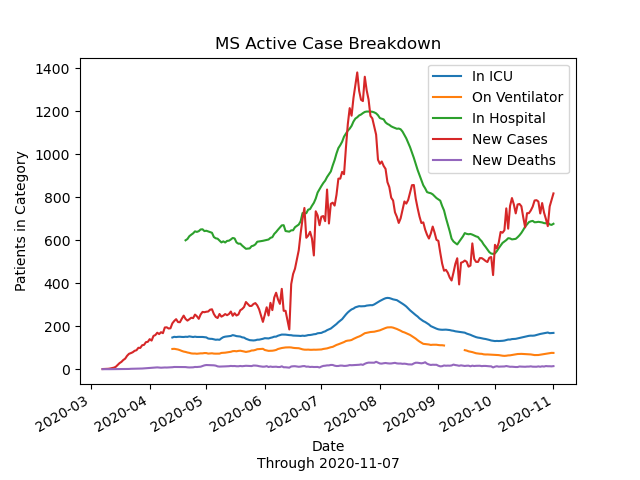 MS Active Case Breakdown
Patients in Category
1400
1200
1000
800
600
400
200
0
In ICU
On Ventilator
In Hospital
New Cases
New Deaths
2020-03
2020-04
2020-05
2020-06
2020-07
2020-08
2020-09
2020-10
2020-11
Date
Through 2020-11-07